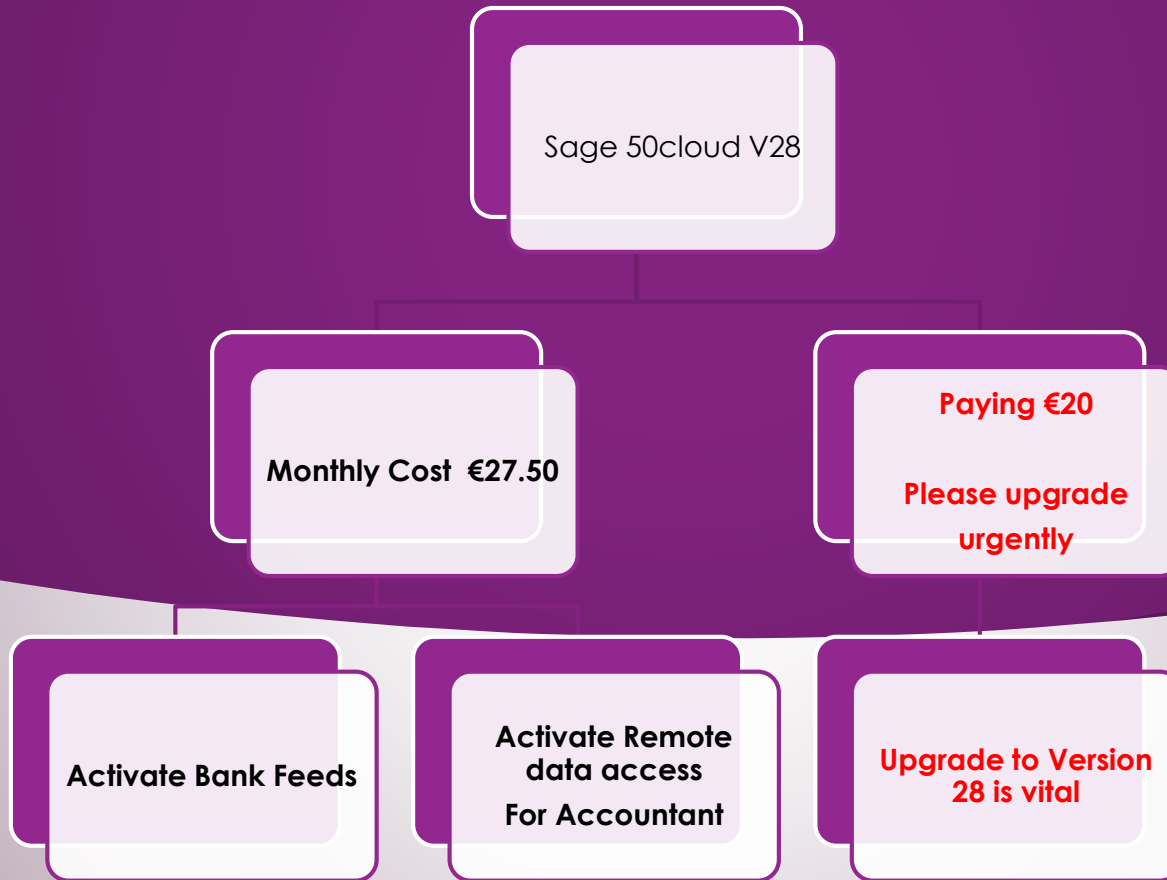 Sage 50cloud V28
Monthly Cost  €27.50
Paying €20
Please upgrade
urgently
Activate Bank Feeds
Activate Remote
data access
For Accountant
Upgrade to Version
28 is vital